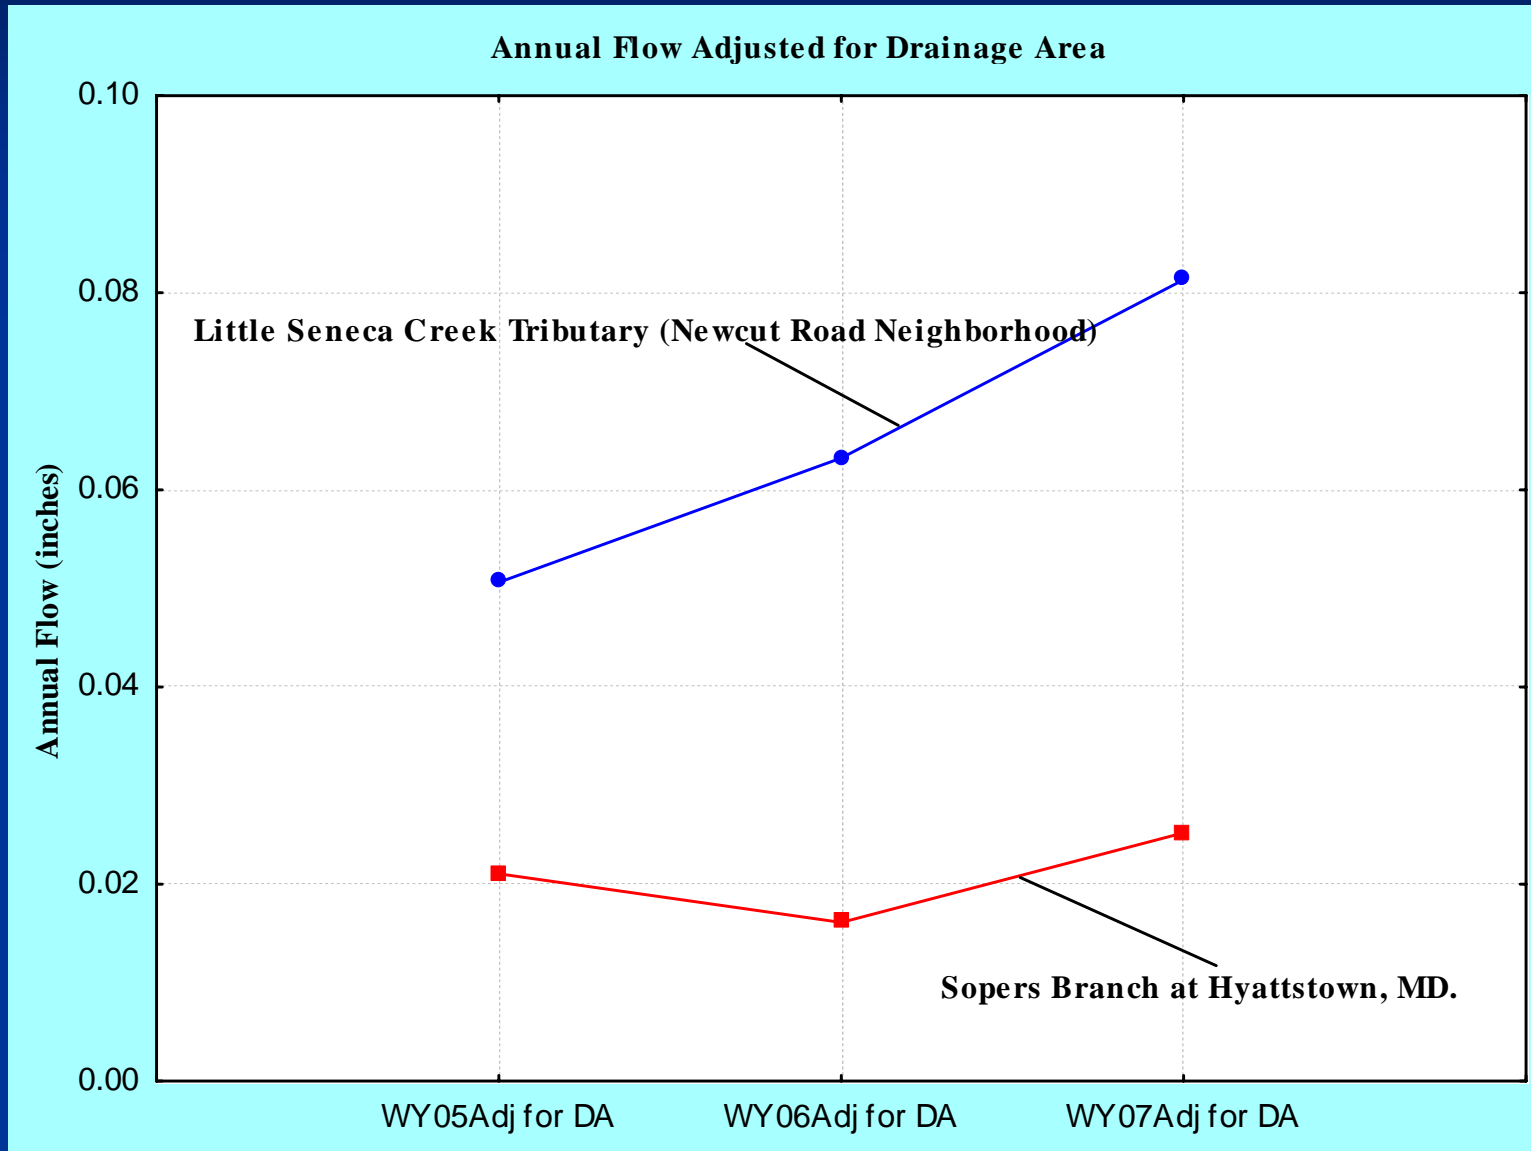 Annual Flow Adjusted for Drainage Area
0.10
0.08
Little Seneca Creek Tributary (Newcut Road Neighborhood)
0.06
Annual Flow (inches)
0.04
0.02
Sopers Branch at Hyattstown, MD.
0.00
WY05Adj for DA WY06Adj for DA WY07Adj for DA